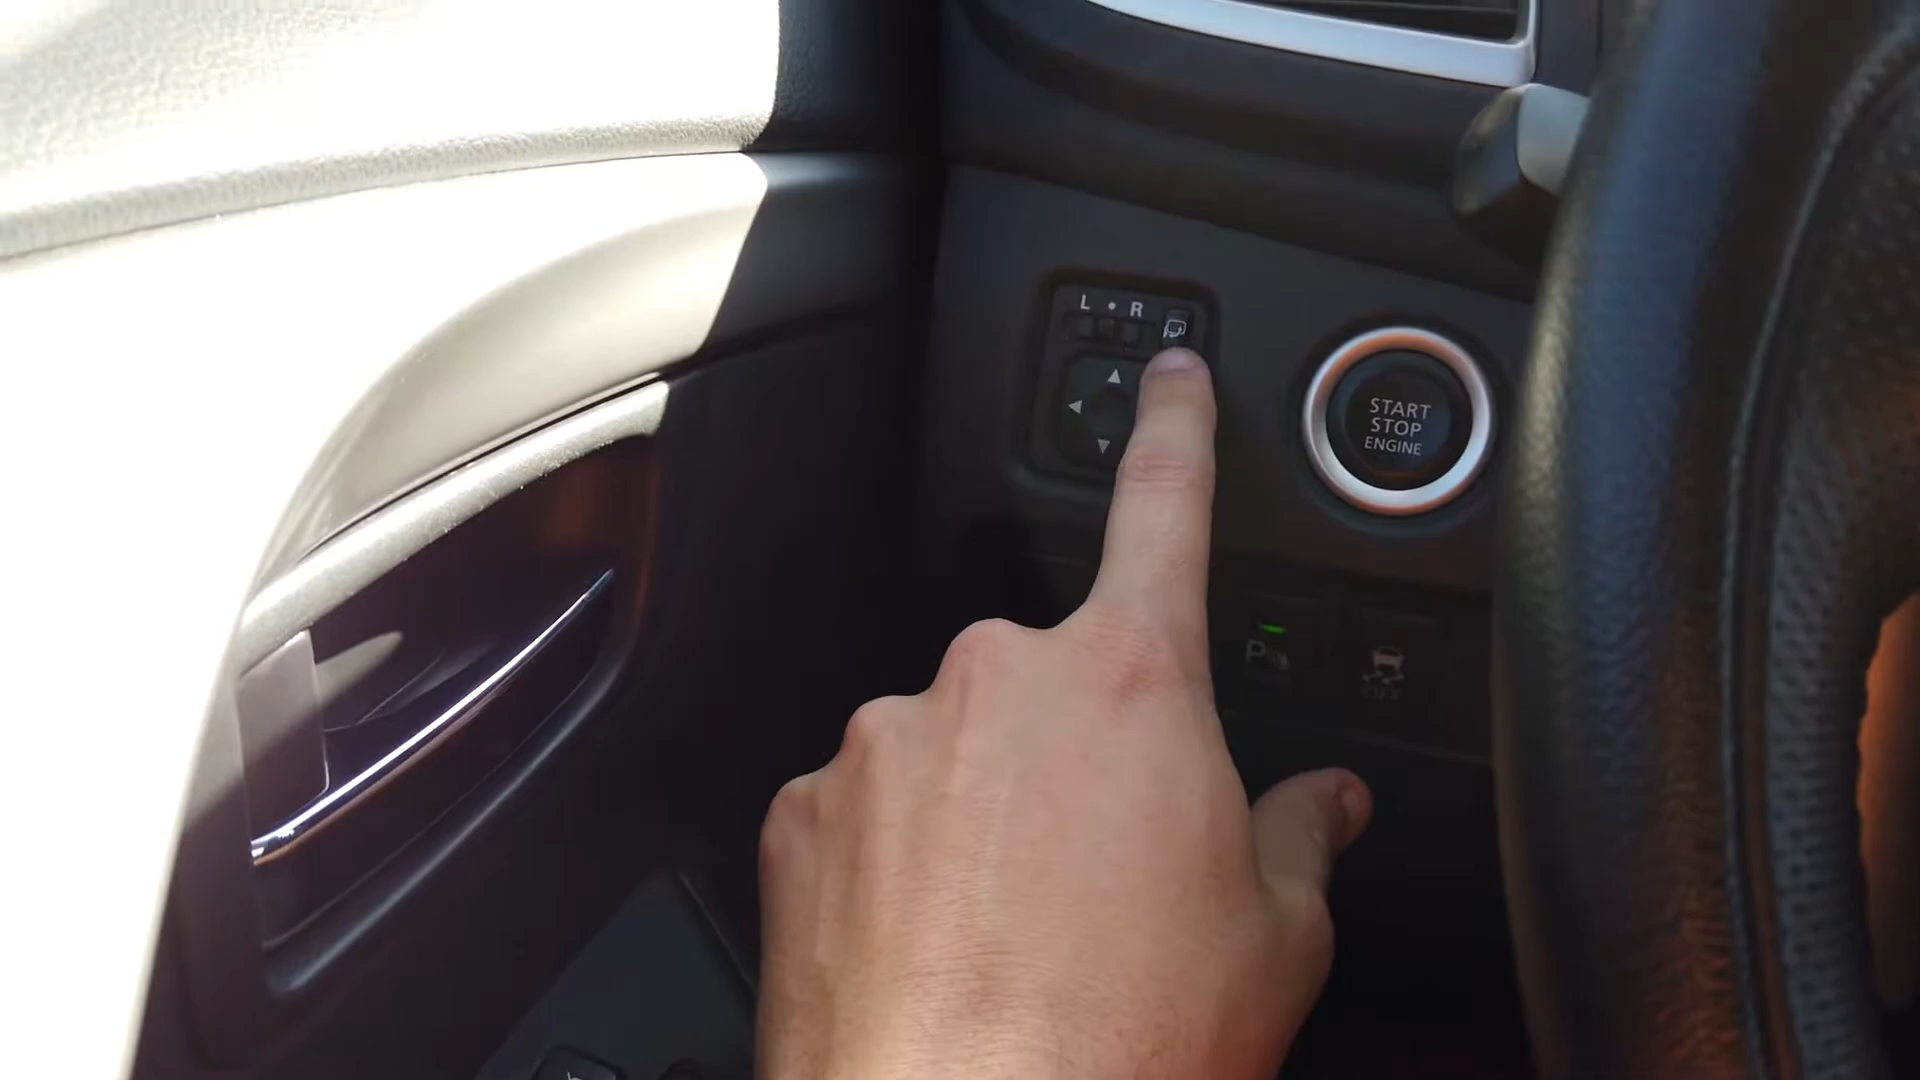 L • R
START
STOP
ENGINE
P
OFF